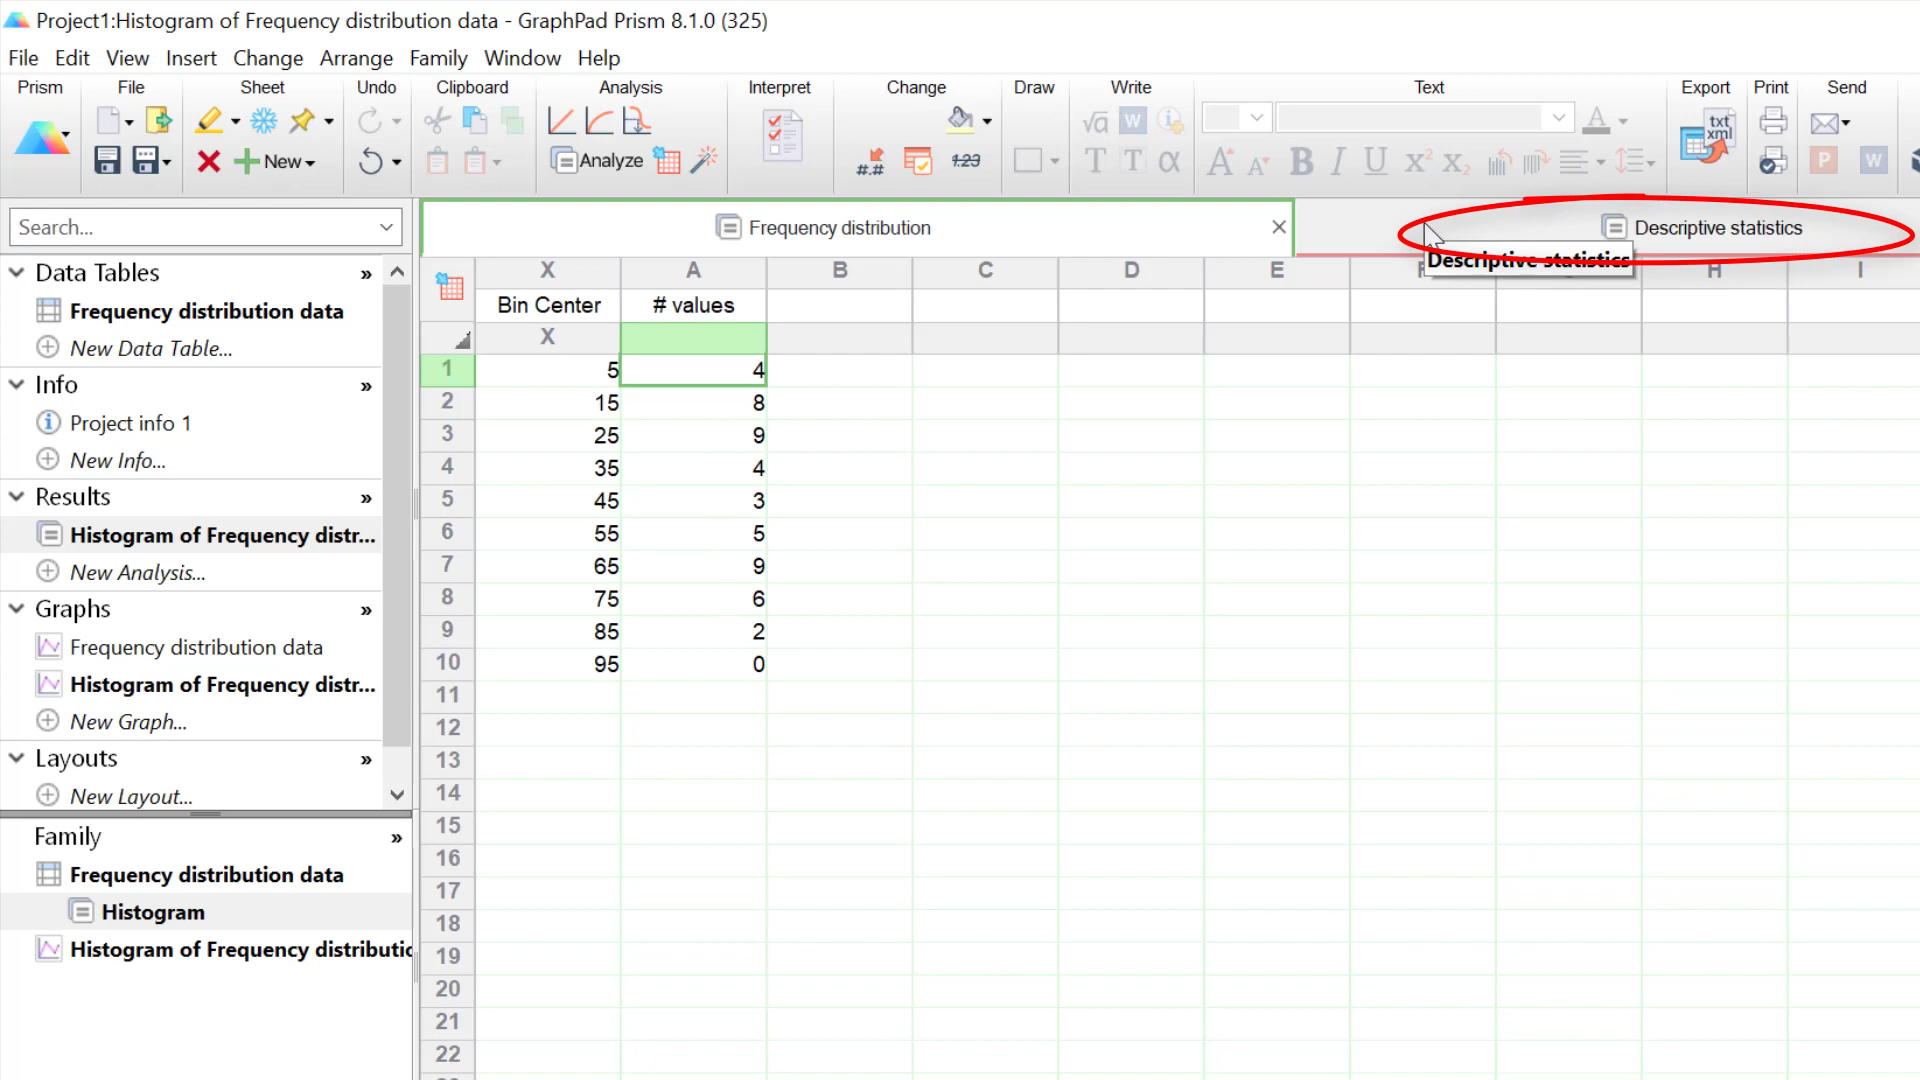 Project1:Histogram of Frequency distribution data - GraphPad Prism 8.1.0 (325)
File Edit View Insert Change Arrange Family Window Help
Prism File Sheet Undo Clipboard Analysis Interpret Change Draw Write Text Export Print Send
New
Analyze
#.#
123
√α W
T T α
A A B I U X² X₂
A
txt
xml
P W
Search...
Data Tables »
Frequency distribution data
New Data Table...
Info »
Project info 1
New Info...
Results »
Histogram of Frequency distr...
New Analysis...
Graphs »
Frequency distribution data
Histogram of Frequency distr...
New Graph...
Layouts »
New Layout...
Family »
Frequency distribution data
Histogram
Histogram of Frequency distributio
Frequency distribution
Descriptive statistics
Descriptive statistics
X A B C D E F H I
Bin Center # values
X
1 5 4
2 15 8
3 25 9
4 35 4
5 45 3
6 55 5
7 65 9
8 75 6
9 85 2
10 95 0
11
12
13
14
15
16
17
18
19
20
21
22